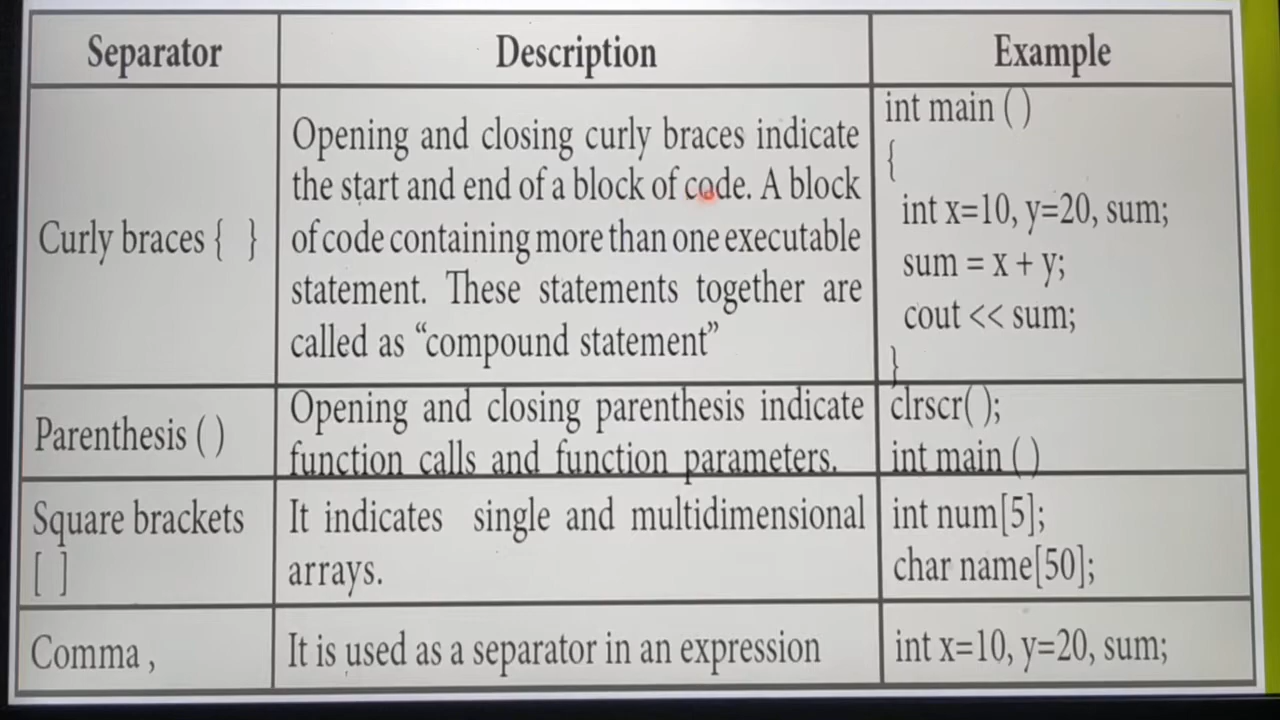 Separator Description Example
Curly braces { }
Opening and closing curly braces indicate
the start and end of a block of code. A block
of code containing more than one executable
statement. These statements together are
called as “compound statement”
int main ( )
{
int x=10, y=20, sum;
sum = x + y;
cout << sum;
}
Parenthesis ( )
Opening and closing parenthesis indicate
function calls and function parameters.
clrscr( );
int main ( )
Square brackets
[ ]
It indicates single and multidimensional
arrays.
int num[5];
char name[50];
Comma ,
It is used as a separator in an expression
int x=10, y=20, sum;